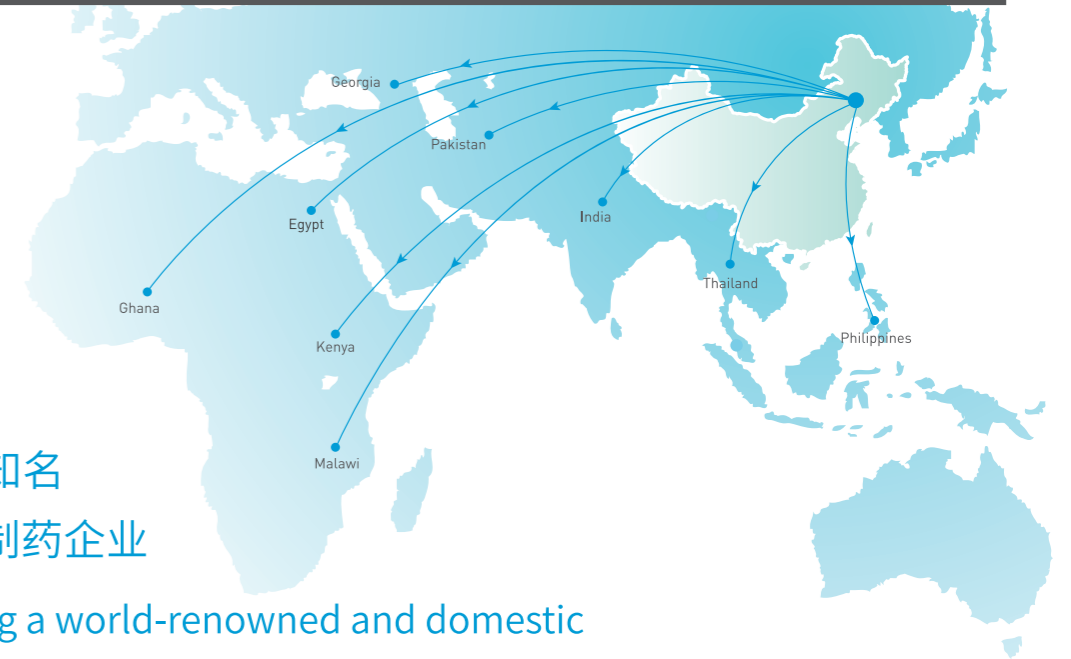 Georgia
Pakistan
Egypt
India
Ghana
Thailand
Kenya
Philippines
Malawi
知名
制药企业
g a world-renowned and domestic